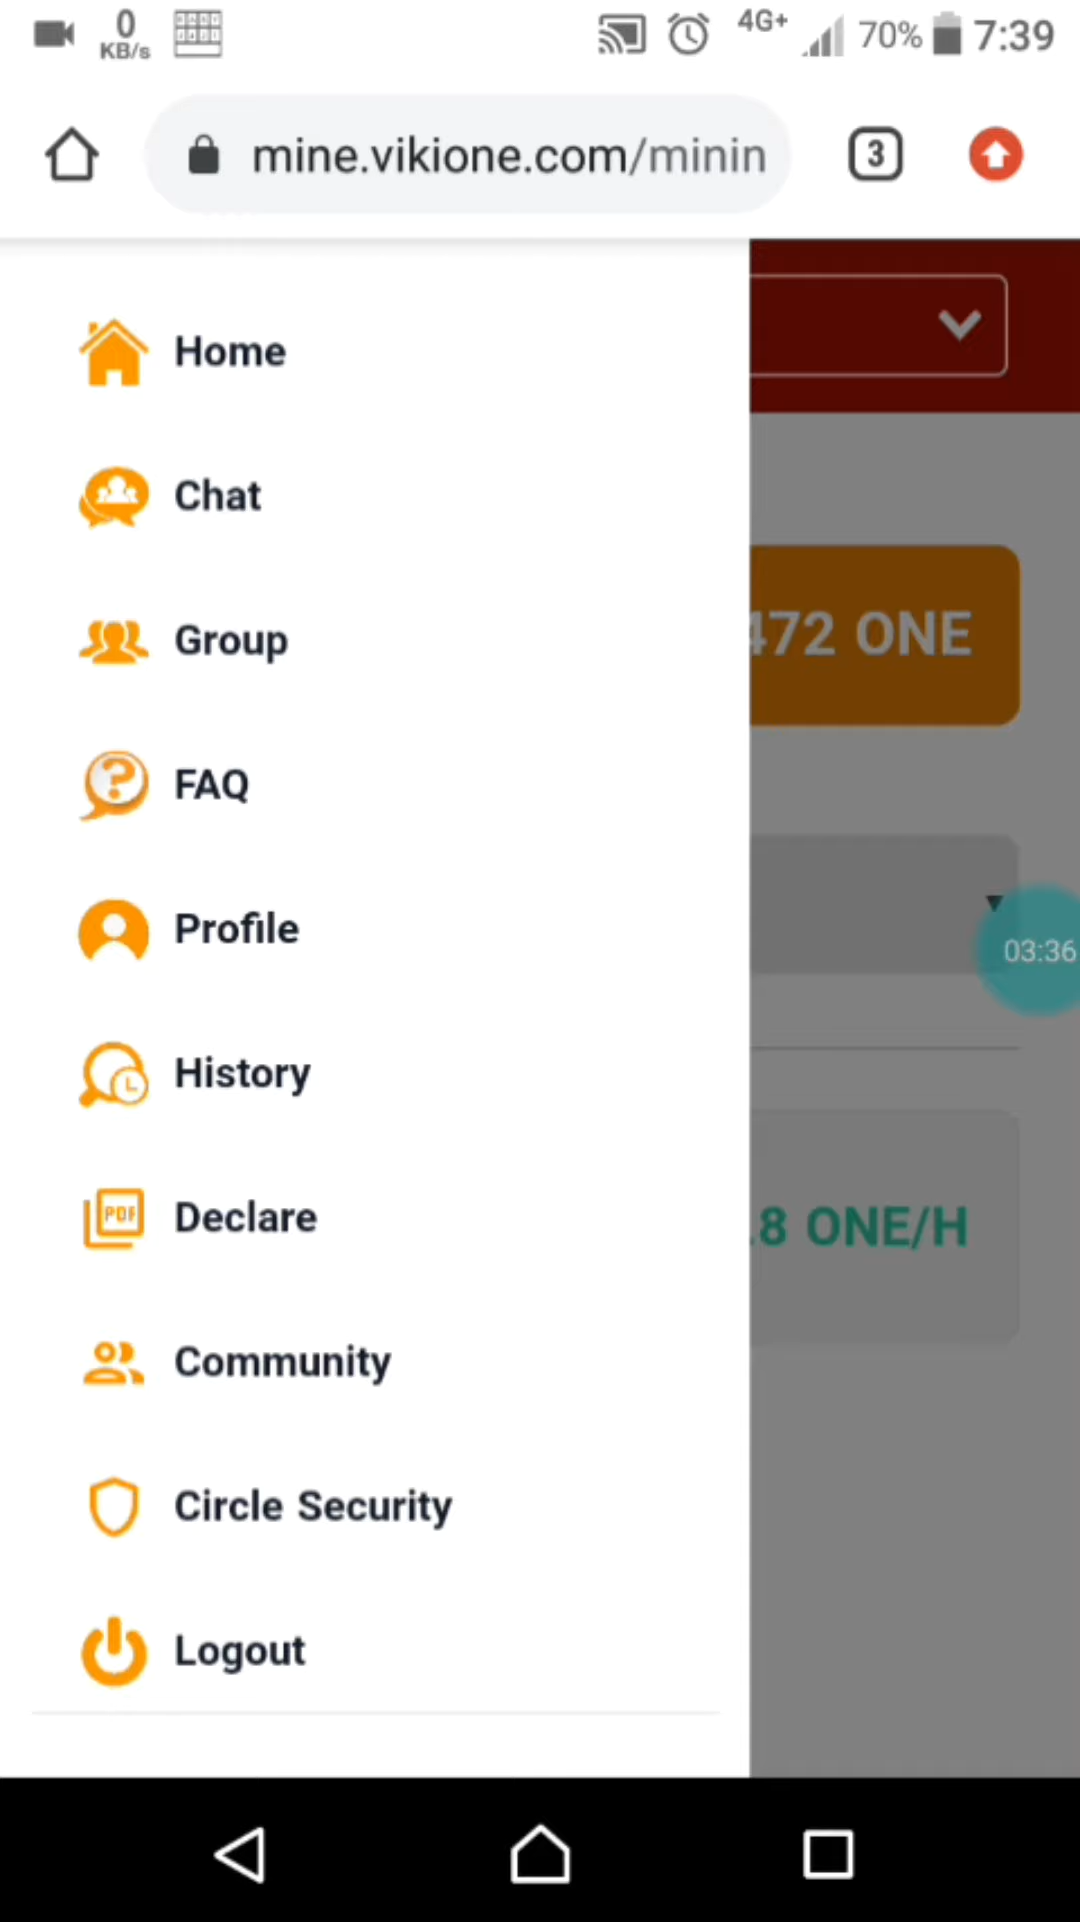 0
KB/s
4G+
70%
7:39
mine.vikione.com/minin
3
Home
Chat
472 ONE
Group
FAQ
Profile
03:36
History
PDF
Declare
.8 ONE/H
Community
Circle Security
Logout